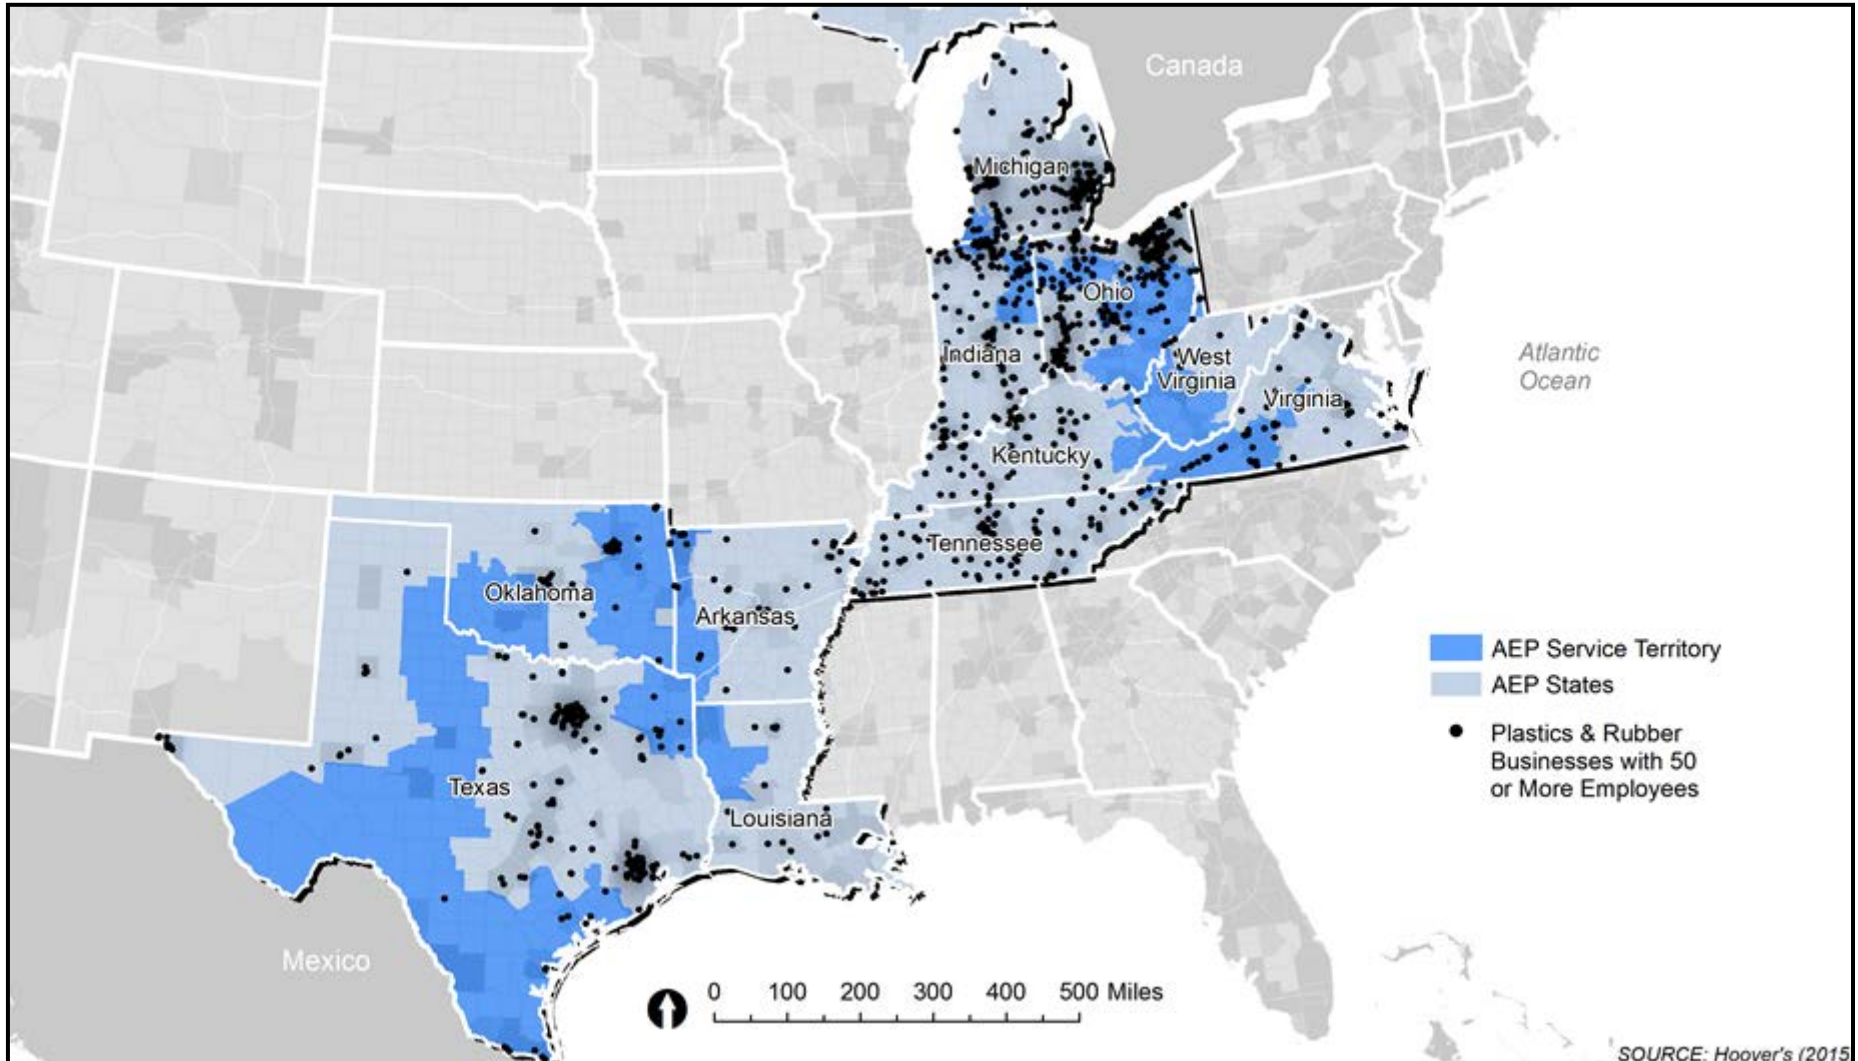 Canada
Michigan
Ohio
Indiana
West
Virginia
Virginia
Atlantic
Ocean
Kentucky
Tennessee
Oklahoma
Arkansas
Texas
Louisiana
Mexico
AEP Service Territory
AEP States
Plastics & Rubber
Businesses with 50
or More Employees
0 100 200 300 400 500 Miles
SOURCE: Hoover's (2015